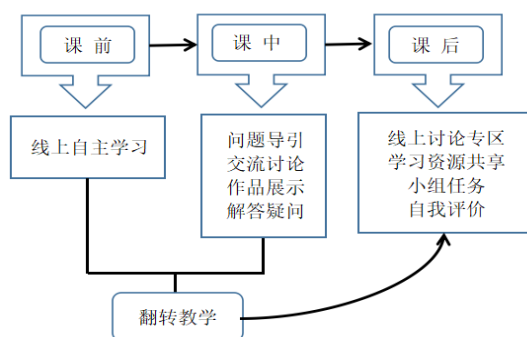 课 前
课 中
课 后
线上自主学习
问题导引
交流讨论
作品展示
解答疑问
线上讨论专区
学习资源共享
小组任务
自我评价
翻转教学